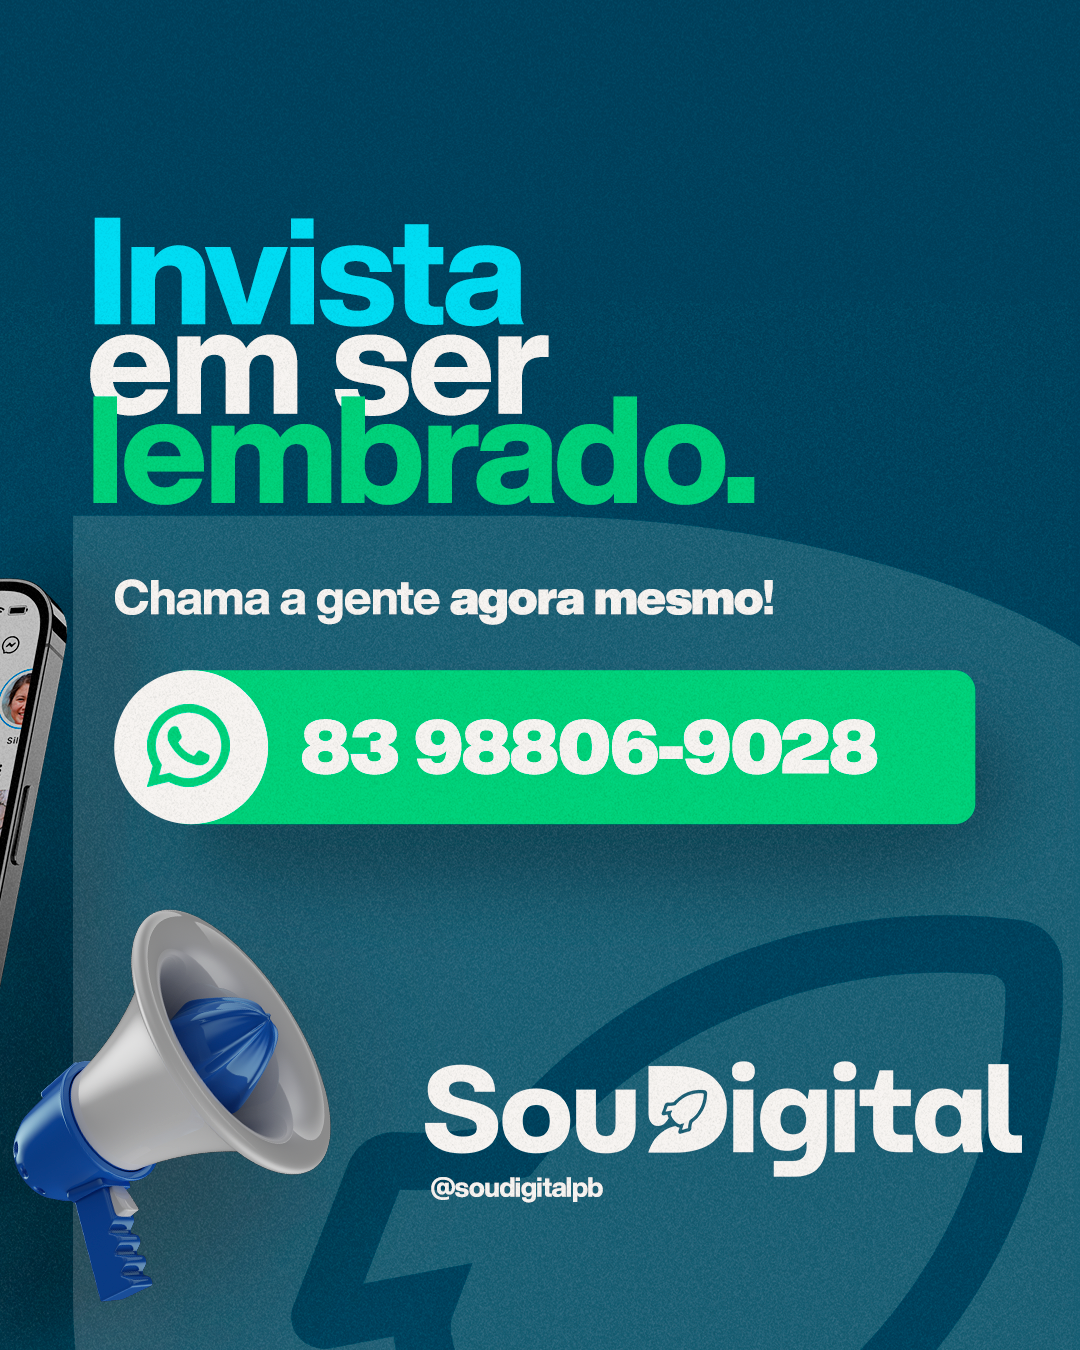 Invista
em ser
lembrado.
Chama a gente agora mesmo!
83 98806-9028
SouDigital
@soudigitalpb